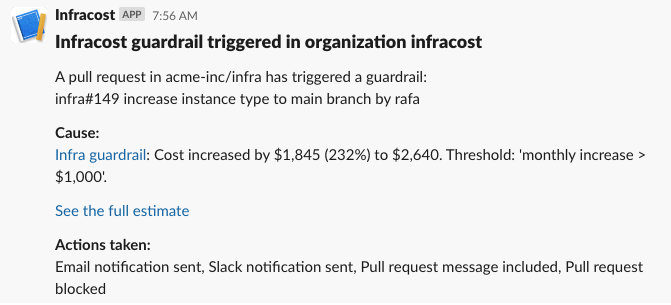 Infracost APP 7:56 AM
Infracost guardrail triggered in organization infracost
A pull request in acme-inc/infra has triggered a guardrail:
infra#149 increase instance type to main branch by rafa
Cause:
Infra guardrail: Cost increased by $1,845 (232%) to $2,640. Threshold: 'monthly increase >
$1,000'.
See the full estimate
Actions taken:
Email notification sent, Slack notification sent, Pull request message included, Pull request
blocked